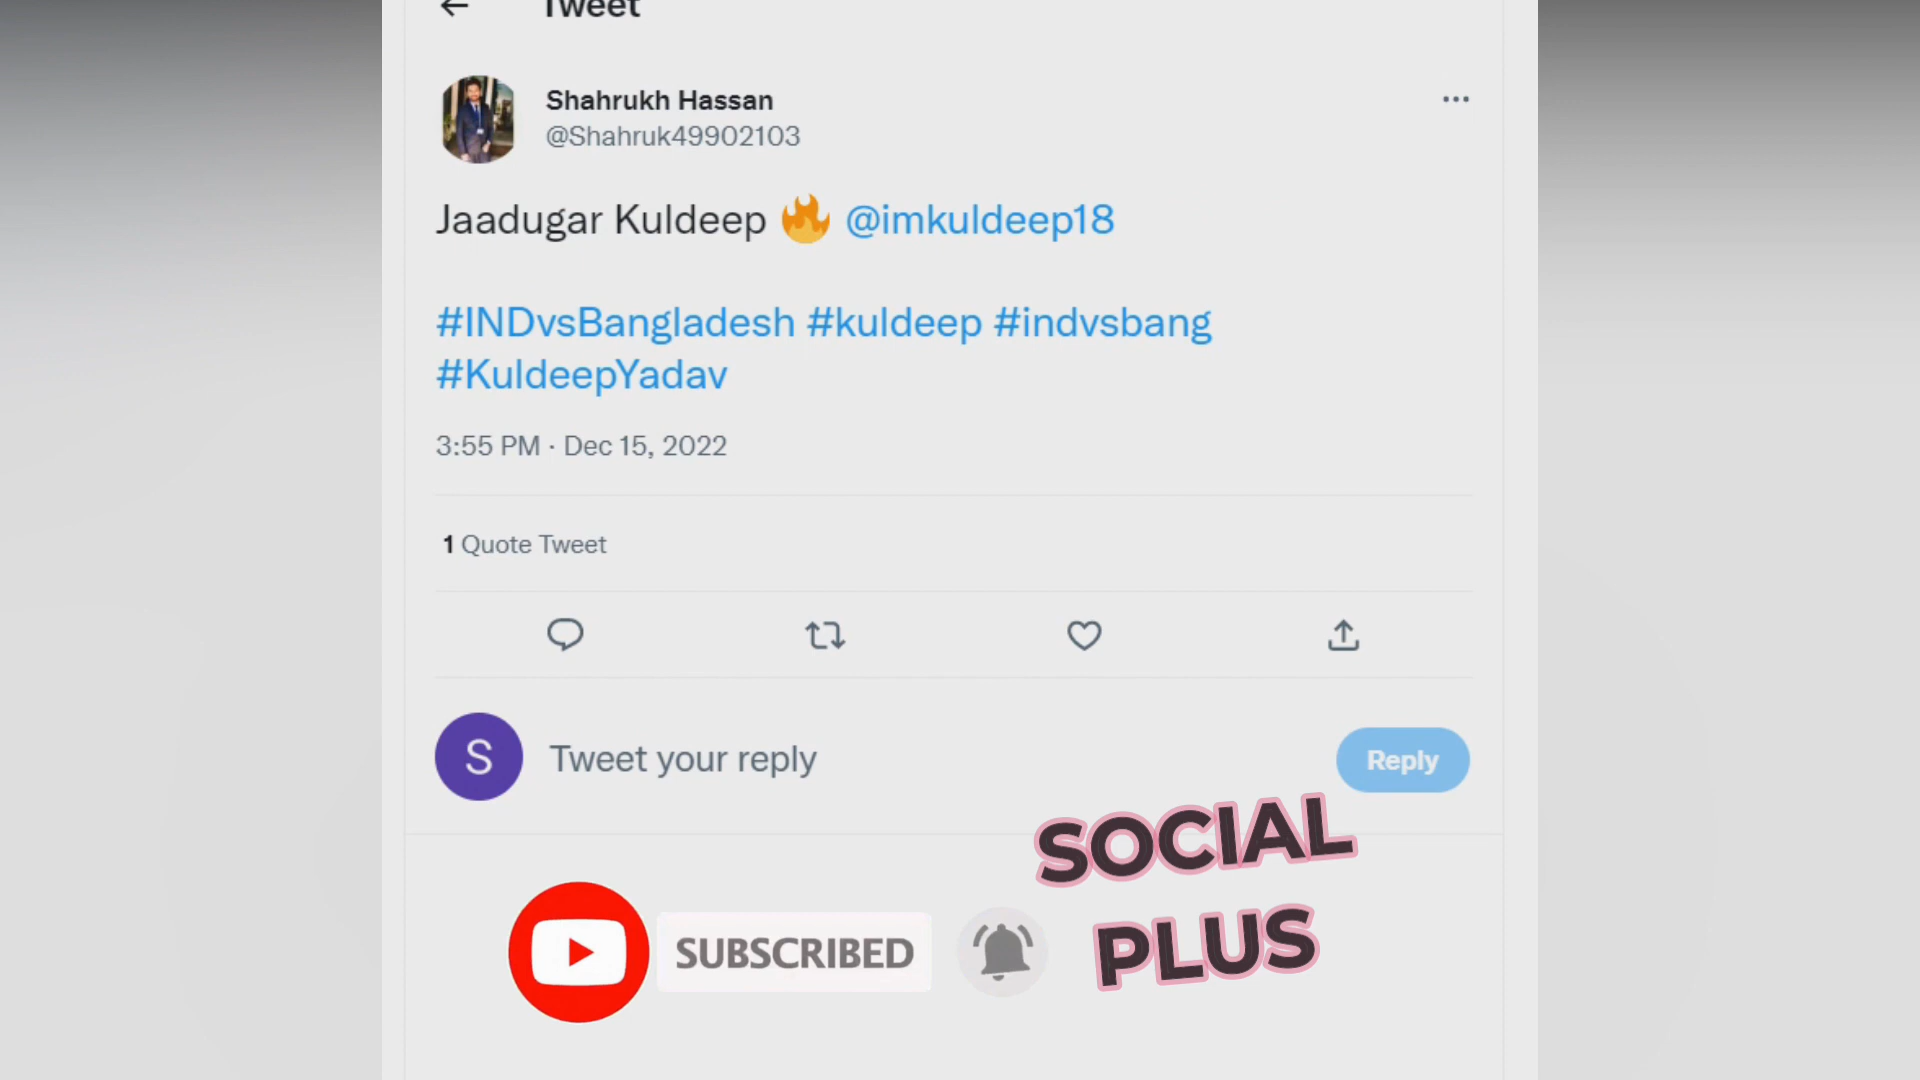 Tweet
Shahrukh Hassan
@Shahruk49902103
Jaadugar Kuldeep 🔥 @imkuldeep18
#INDvsBangladesh #kuldeep #indvsbang
#KuldeepYadav
3:55 PM · Dec 15, 2022
1 Quote Tweet
S
Tweet your reply
Reply
SOCIAL
PLUS
SUBSCRIBED